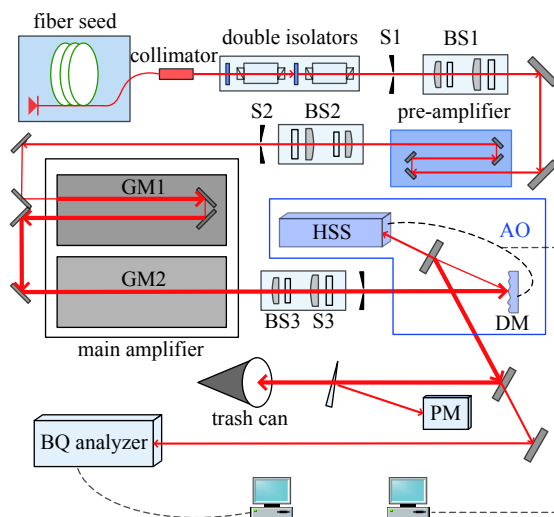 fiber seed
collimator
double isolators
S1
BS1
pre-amplifier
S2
BS2
GM1
GM2
main amplifier
HSS
AO
DM
BS3
S3
trash can
PM
BQ analyzer